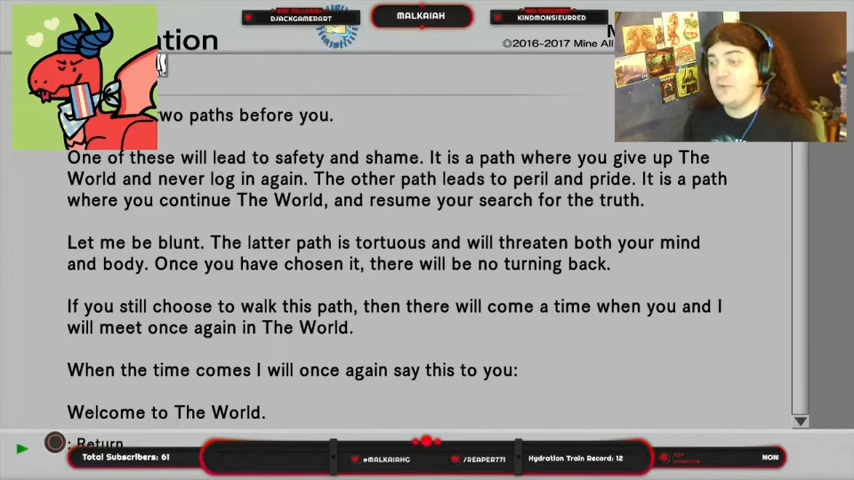 DJACKGAMERART
MALKAIAH
KINDMONSIEURRED
ation
©2016-2017 Mine All
wo paths before you.
One of these will lead to safety and shame. It is a path where you give up The
World and never log in again. The other path leads to peril and pride. It is a path
where you continue The World, and resume your search for the truth.
Let me be blunt. The latter path is tortuous and will threaten both your mind
and body. Once you have chosen it, there will be no turning back.
If you still choose to walk this path, then there will come a time when you and I
will meet once again in The World.
When the time comes I will once again say this to you:
Welcome to The World.
: Return
Total Subscribers: 61
@MALKAIAHG
/REAPER771
Hydration Train Record: 12
NON